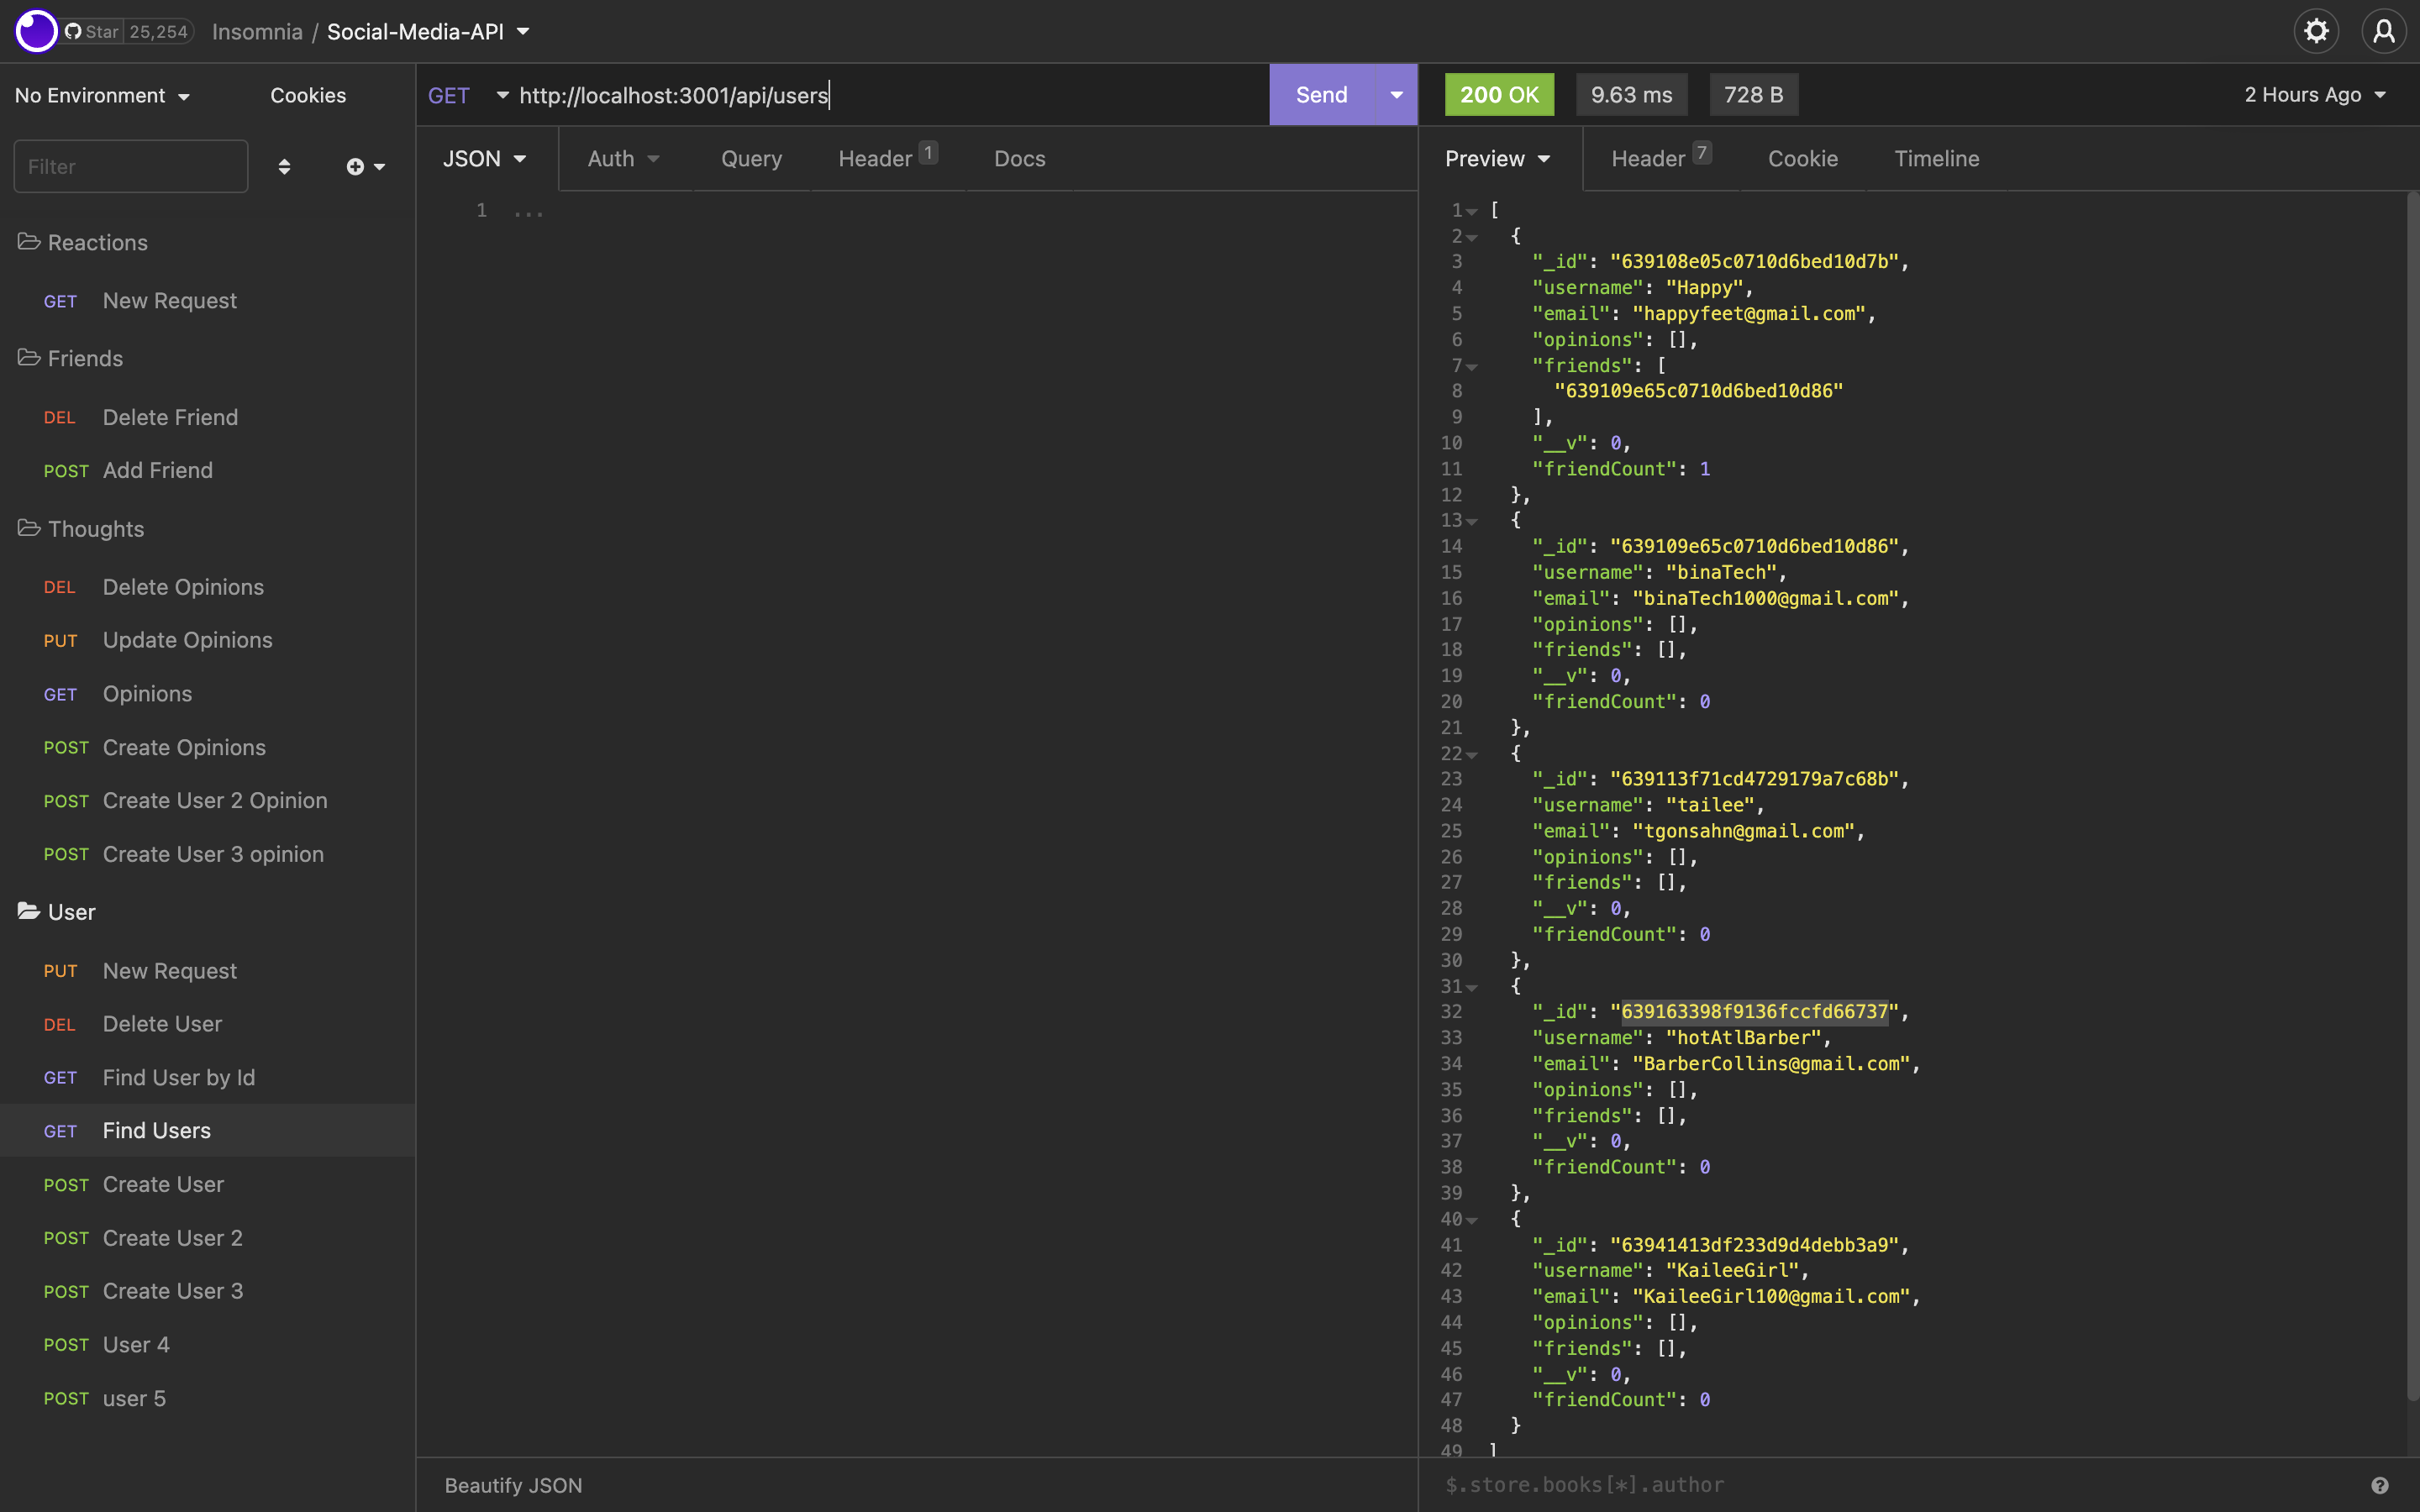 Star 25,254 Insomnia / Social-Media-API
No Environment Cookies
Filter
Reactions
GET New Request
Friends
DEL Delete Friend
POST Add Friend
Thoughts
DEL Delete Opinions
PUT Update Opinions
GET Opinions
POST Create Opinions
POST Create User 2 Opinion
POST Create User 3 opinion
User
PUT New Request
DEL Delete User
GET Find User by Id
GET Find Users
POST Create User
POST Create User 2
POST Create User 3
POST User 4
POST user 5
GET http://localhost:3001/api/users Send
JSON Auth Query Header 1 Docs
1 ...
Beautify JSON
200 OK 9.63 ms 728 B 2 Hours Ago
Preview Header 7 Cookie Timeline
1 [
2 {
3 "_id": "639108e05c0710d6bed10d7b",
4 "username": "Happy",
5 "email": "happyfeet@gmail.com",
6 "opinions": [],
7 "friends": [
8 "639109e65c0710d6bed10d86"
9 ],
10 "__v": 0,
11 "friendCount": 1
12 },
13 {
14 "_id": "639109e65c0710d6bed10d86",
15 "username": "binaTech",
16 "email": "binaTech1000@gmail.com",
17 "opinions": [],
18 "friends": [],
19 "__v": 0,
20 "friendCount": 0
21 },
22 {
23 "_id": "639113f71cd4729179a7c68b",
24 "username": "tailee",
25 "email": "tgonsahn@gmail.com",
26 "opinions": [],
27 "friends": [],
28 "__v": 0,
29 "friendCount": 0
30 },
31 {
32 "_id": "639163398f9136fccfd66737",
33 "username": "hotAtlBarber",
34 "email": "BarberCollins@gmail.com",
35 "opinions": [],
36 "friends": [],
37 "__v": 0,
38 "friendCount": 0
39 },
40 {
41 "_id": "63941413df233d9d4debb3a9",
42 "username": "KaileeGirl",
43 "email": "KaileeGirl100@gmail.com",
44 "opinions": [],
45 "friends": [],
46 "__v": 0,
47 "friendCount": 0
48 }
49 ]
$.store.books[*].author